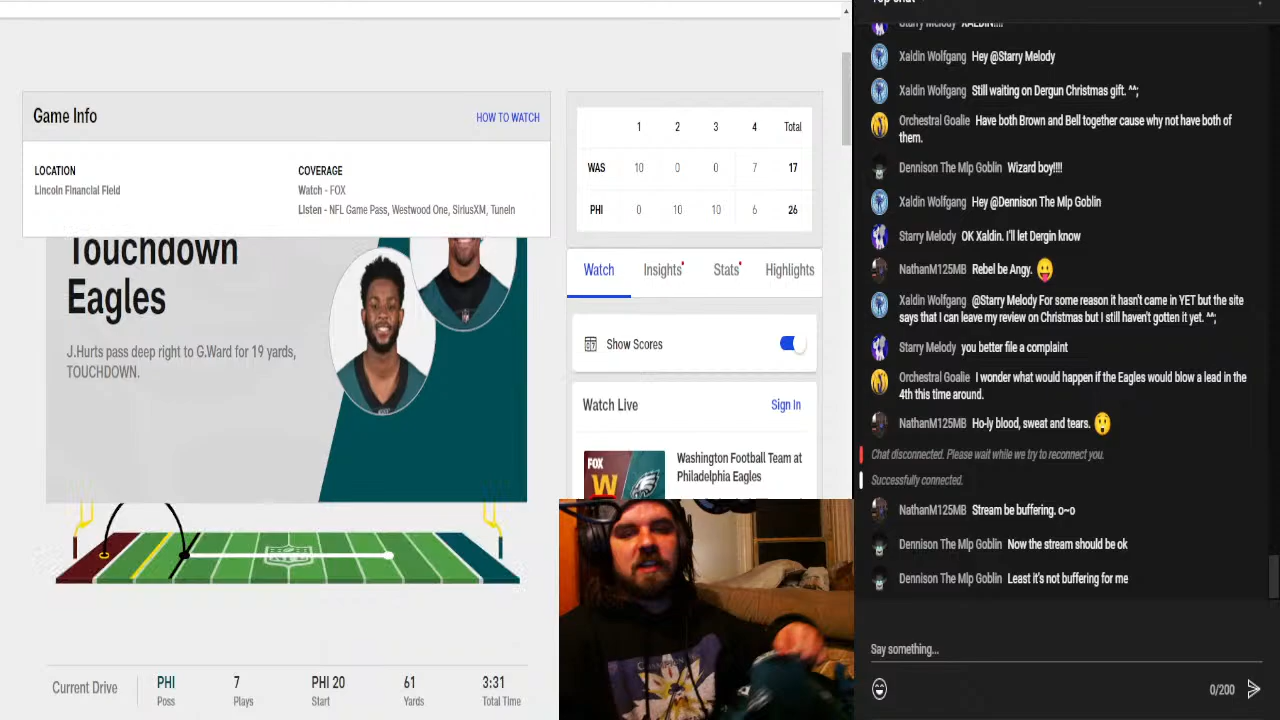 Game Info
HOW TO WATCH
LOCATION
Lincoln Financial Field
COVERAGE
Watch - FOX
Listen - NFL Game Pass, Westwood One, SiriusXM, TuneIn
1 2 3 4 Total
WAS 10 0 0 7 17
PHI 0 10 10 6 26
Touchdown
Eagles
J.Hurts pass deep right to G.Ward for 19 yards,
TOUCHDOWN.
Watch Insights Stats Highlights
Show Scores
Watch Live Sign In
FOX
W
Washington Football Team at
Philadelphia Eagles
NFL
Current Drive
PHI
Poss
7
Plays
PHI 20
Start
61
Yards
3:31
Total Time
Top chat
Starry Melody XALDIN!!!!
Xaldin Wolfgang Hey @Starry Melody
Xaldin Wolfgang Still waiting on Dergun Christmas gift. ^^;
Orchestral Goalie Have both Brown and Bell together cause why not have both of
them.
Dennison The Mlp Goblin Wizard boy!!!!
Xaldin Wolfgang Hey @Dennison The Mlp Goblin
Starry Melody OK Xaldin. I'll let Dergin know
NathanM125MB Rebel be Angy. 😛
Xaldin Wolfgang @Starry Melody For some reason it hasn't came in YET but the site
says that I can leave my review on Christmas but I still haven't gotten it yet. ^^;
Starry Melody you better file a complaint
Orchestral Goalie I wonder what would happen if the Eagles would blow a lead in the
4th this time around.
NathanM125MB Ho-ly blood, sweat and tears. 😲
Chat disconnected. Please wait while we try to reconnect you.
Successfully connected.
NathanM125MB Stream be buffering. o~o
Dennison The Mlp Goblin Now the stream should be ok
Dennison The Mlp Goblin Least it's not buffering for me
Say something...
0/200